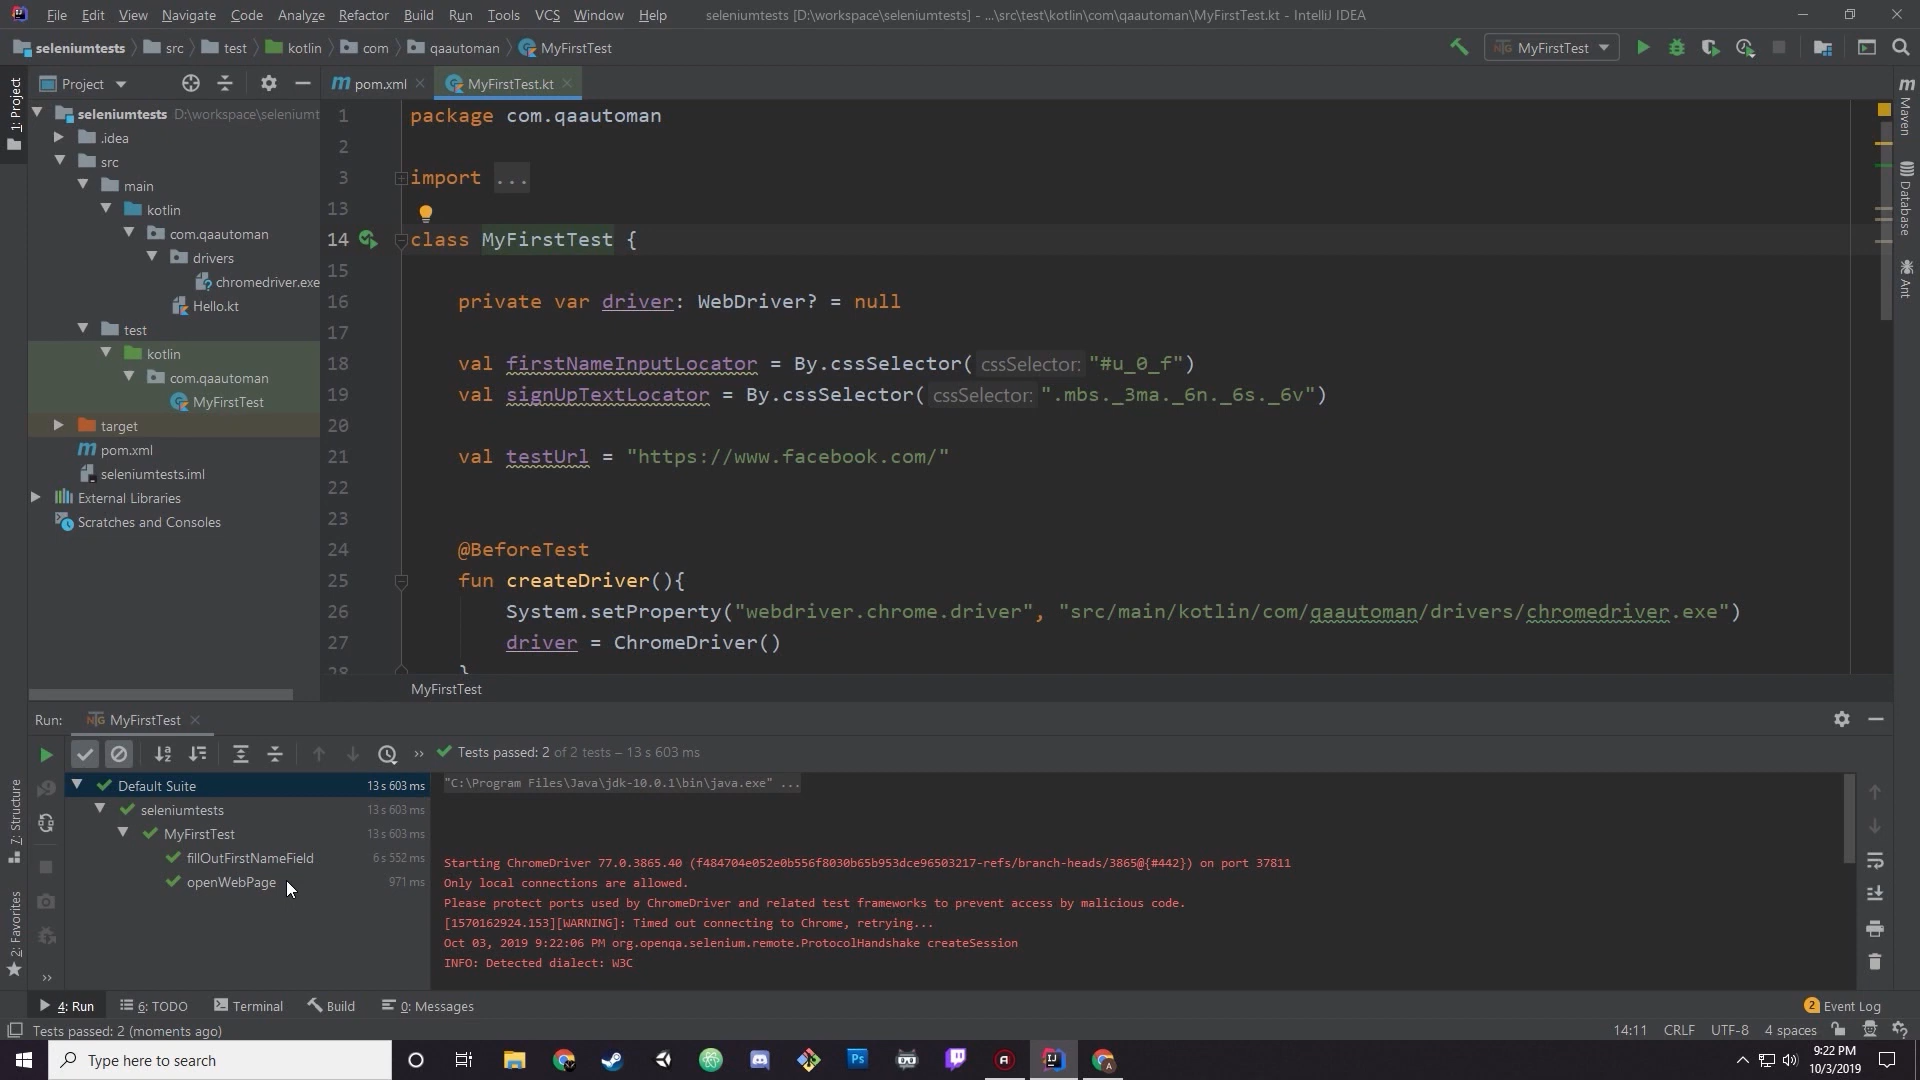 File Edit View Navigate Code Analyze Refactor Build Run Tools VCS Window Help seleniumtests [D:\workspace\seleniumtests] - ...\src\test\kotlin\com\qaautoman\MyFirstTest.kt - IntelliJ IDEA
seleniumtests src test kotlin com qaautoman MyFirstTest MyFirstTest
Project pom.xml MyFirstTest.kt
1: Project
seleniumtests D:\workspace\seleniumt
.idea
src
main
kotlin
com.qaautoman
drivers
chromedriver.exe
Hello.kt
test
kotlin
com.qaautoman
MyFirstTest
target
pom.xml
seleniumtests.iml
External Libraries
Scratches and Consoles
1 package com.qaautoman
2
3 import ...
13
14 class MyFirstTest {
15
16 private var driver: WebDriver? = null
17
18 val firstNameInputLocator = By.cssSelector( cssSelector: "#u_0_f")
19 val signUpTextLocator = By.cssSelector( cssSelector: ".mbs._3ma._6n._6s._6v")
20
21 val testUrl = "https://www.facebook.com/"
22
23
24 @BeforeTest
25 fun createDriver(){
26 System.setProperty("webdriver.chrome.driver", "src/main/kotlin/com/qaautoman/drivers/chromedriver.exe")
27 driver = ChromeDriver()
28 }
MyFirstTest
Maven
Database
Ant
Run: MyFirstTest
Tests passed: 2 of 2 tests – 13 s 603 ms
Default Suite 13 s 603 ms
seleniumtests 13 s 603 ms
MyFirstTest 13 s 603 ms
fillOutFirstNameField 6 s 552 ms
openWebPage 971 ms
"C:\Program Files\Java\jdk-10.0.1\bin\java.exe" ...
Starting ChromeDriver 77.0.3865.40 (f484704e052e0b556f8030b65b953dce96503217-refs/branch-heads/3865@{#442}) on port 37811
Only local connections are allowed.
Please protect ports used by ChromeDriver and related test frameworks to prevent access by malicious code.
[1570162924.153][WARNING]: Timed out connecting to Chrome, retrying...
Oct 03, 2019 9:22:06 PM org.openqa.selenium.remote.ProtocolHandshake createSession
INFO: Detected dialect: W3C
7: Structure
2: Favorites
4: Run 6: TODO Terminal Build 0: Messages 2 Event Log
Tests passed: 2 (moments ago) 14:11 CRLF UTF-8 4 spaces
Type here to search
Ps
9:22 PM
10/3/2019